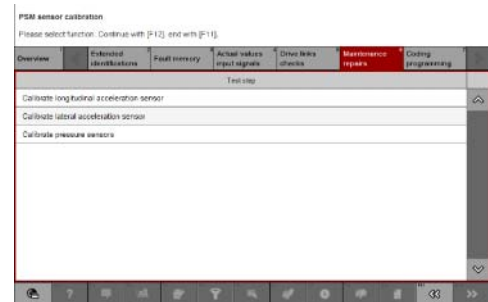 PSM sensor calibration
Please select function. Continue with [F12], end with [F11].
Overview
Extended identifications
Fault memory
Actual values input signals
Drive links checks
Maintenance repairs
Coding programming
Test step
Calibrate longitudinal acceleration sensor
Calibrate lateral acceleration sensor
Calibrate pressure sensors
?